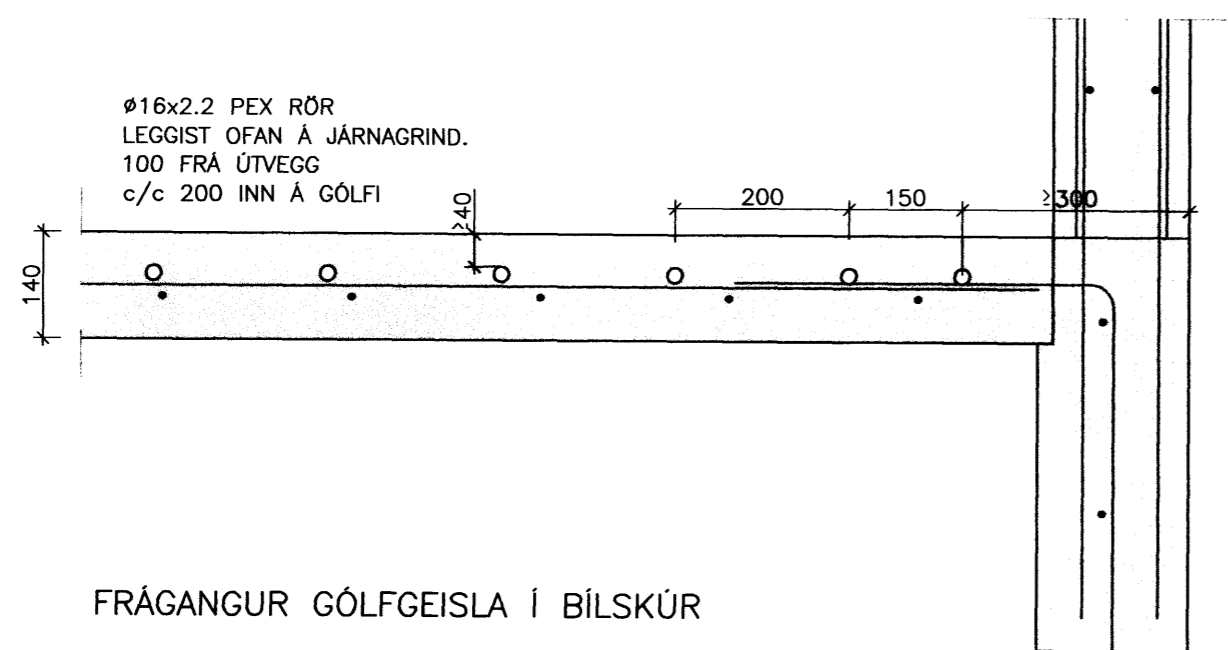 ø16x2.2 PEX RÖR
LEGGIST OFAN Á JÁRNAGRIND.
100 FRÁ ÚTVEGG
c/c 200 INN Á GÓLFI
≥40
200
150
≥300
140
FRÁGANGUR GÓLFGEISLA Í BÍLSKÚR